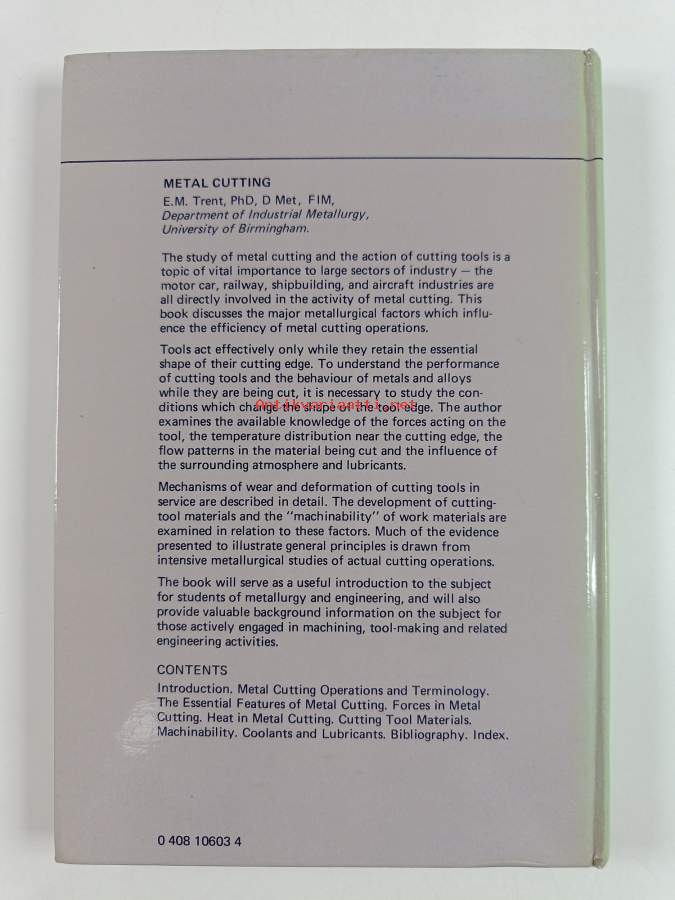 METAL CUTTING
E.M. Trent, PhD, D Met, FIM,
Department of Industrial Metallurgy,
University of Birmingham.
The study of metal cutting and the action of cutting tools is a
topic of vital importance to large sectors of industry — the
motor car, railway, shipbuilding, and aircraft industries are
all directly involved in the activity of metal cutting. This
book discusses the major metallurgical factors which influ-
ence the efficiency of metal cutting operations.
Tools act effectively only while they retain the essential
shape of their cutting edge. To understand the performance
of cutting tools and the behaviour of metals and alloys
while they are being cut, it is necessary to study the con-
ditions which change the shape of the tool edge. The author
Antikvariaatti.net
examines the available knowledge of the forces acting on the
tool, the temperature distribution near the cutting edge, the
flow patterns in the material being cut and the influence of
the surrounding atmosphere and lubricants.
Mechanisms of wear and deformation of cutting tools in
service are described in detail. The development of cutting-
tool materials and the "machinability" of work materials are
examined in relation to these factors. Much of the evidence
presented to illustrate general principles is drawn from
intensive metallurgical studies of actual cutting operations.
The book will serve as a useful introduction to the subject
for students of metallurgy and engineering, and will also
provide valuable background information on the subject for
those actively engaged in machining, tool-making and related
engineering activities.
CONTENTS
Introduction. Metal Cutting Operations and Terminology.
The Essential Features of Metal Cutting. Forces in Metal
Cutting. Heat in Metal Cutting. Cutting Tool Materials.
Machinability. Coolants and Lubricants. Bibliography. Index.
0 408 10603 4